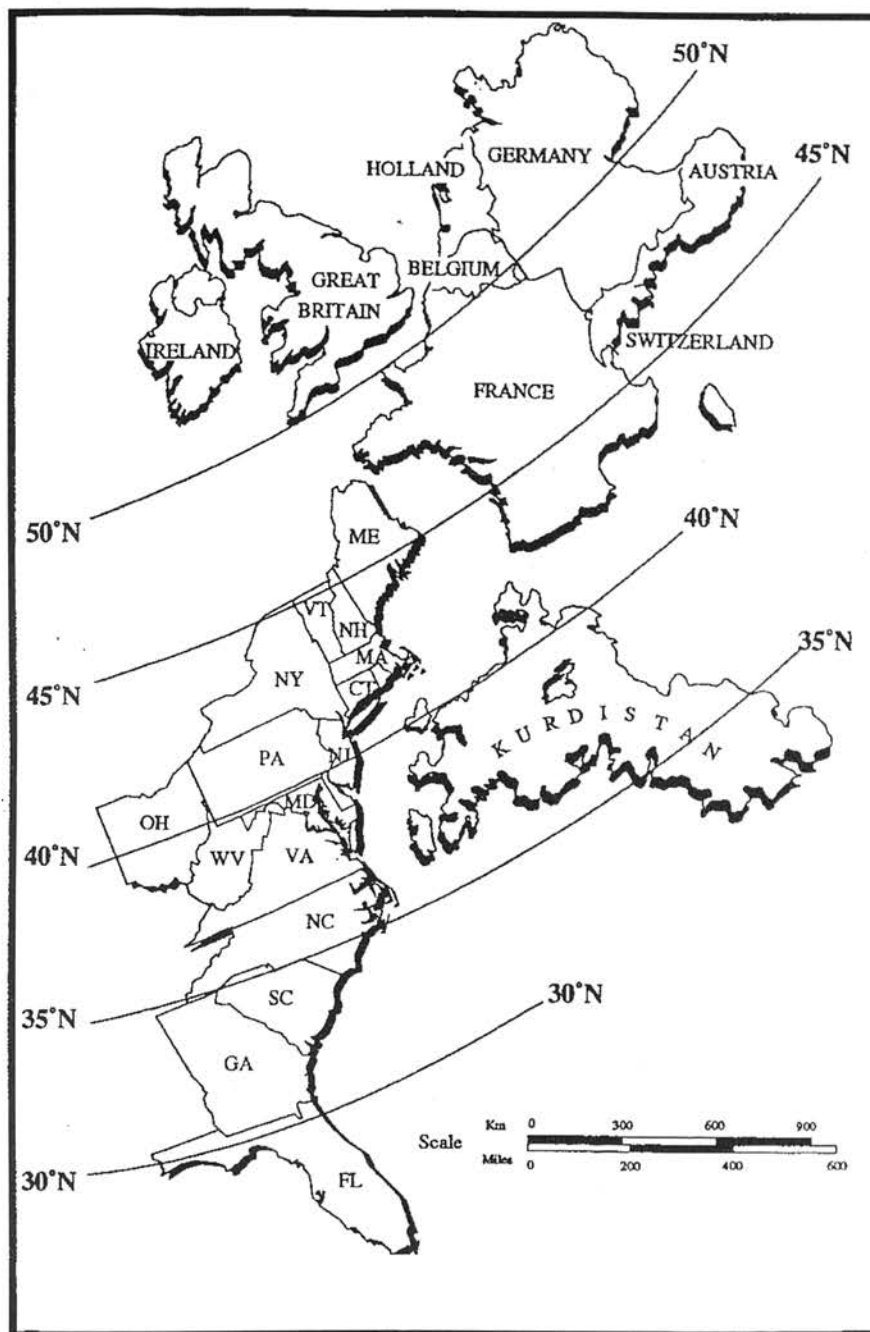 50°N
HOLLAND
GERMANY
AUSTRIA
45°N
BELGIUM
GREAT
BRITAIN
IRELAND
SWITZERLAND
FRANCE
50°N
ME
40°N
VT
NH
MA
35°N
NY
CT
45°N
KURDISTAN
PA
NJ
MD
OH
40°N
WV
VA
NC
SC
30°N
35°N
GA
Scale
Km 0 300 600 900
Miles 0 200 400 600
30°N
FL